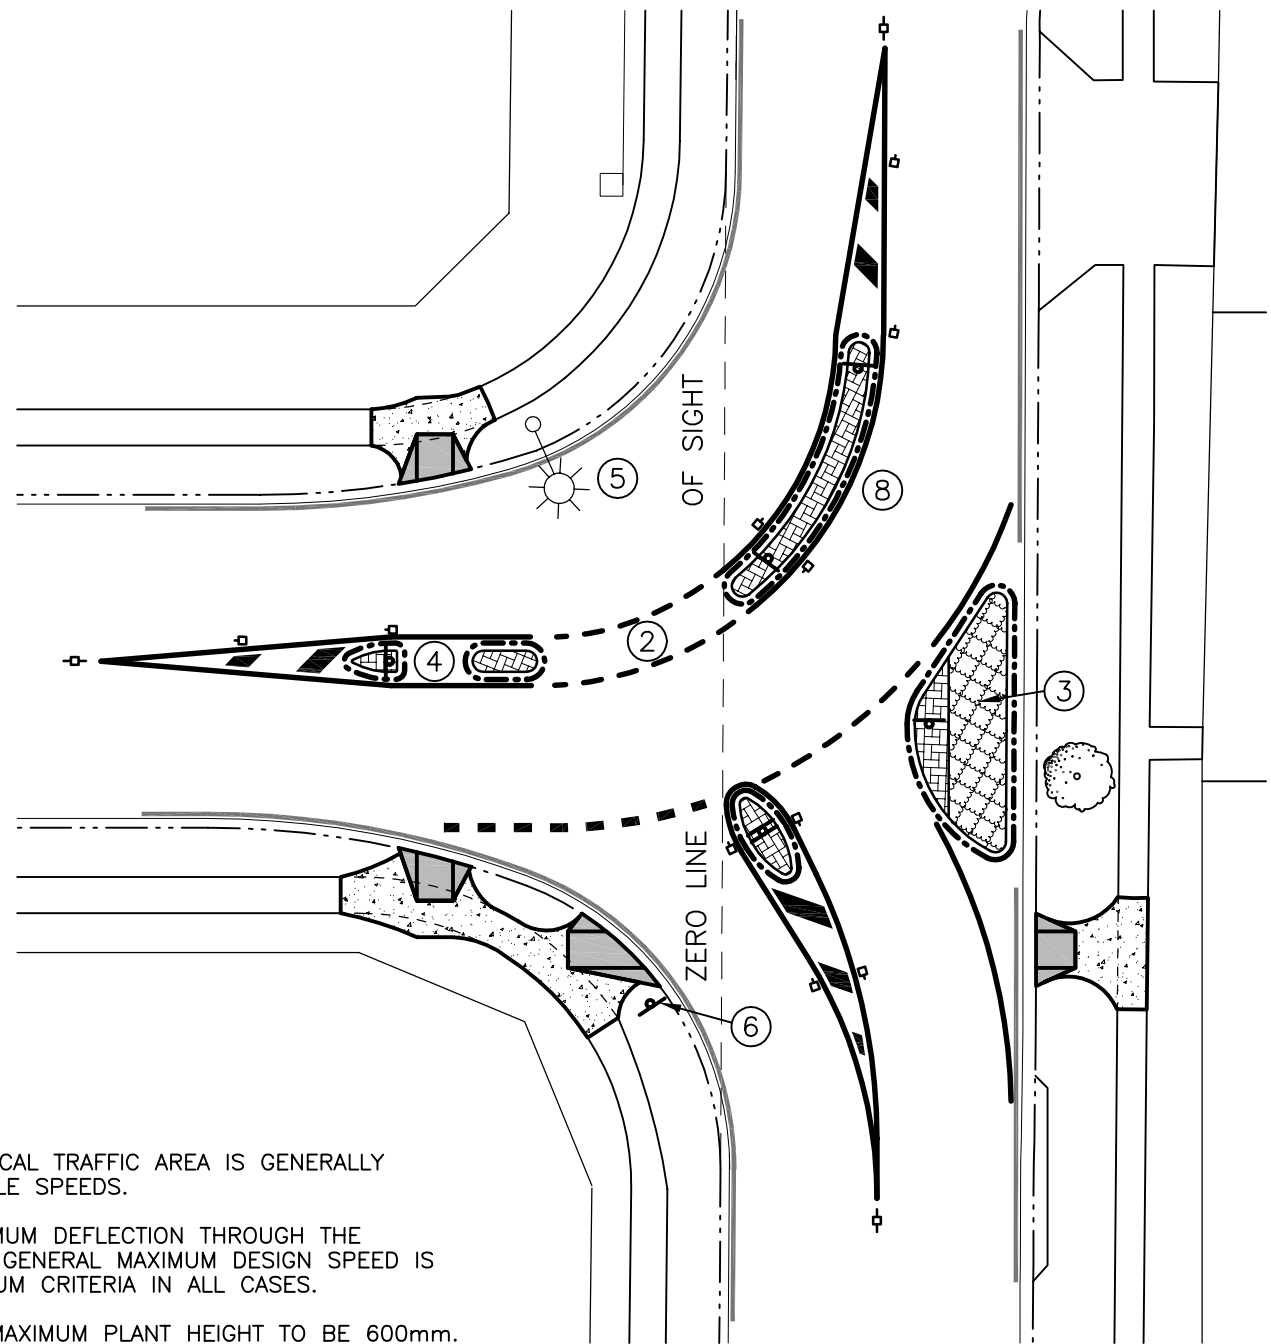 OF SIGHT
5
8
2
4
3
ZERO LINE
6
CAL TRAFFIC AREA IS GENERALLY
LE SPEEDS.
MUM DEFLECTION THROUGH THE
GENERAL MAXIMUM DESIGN SPEED IS
UM CRITERIA IN ALL CASES.
MAXIMUM PLANT HEIGHT TO BE 600mm.